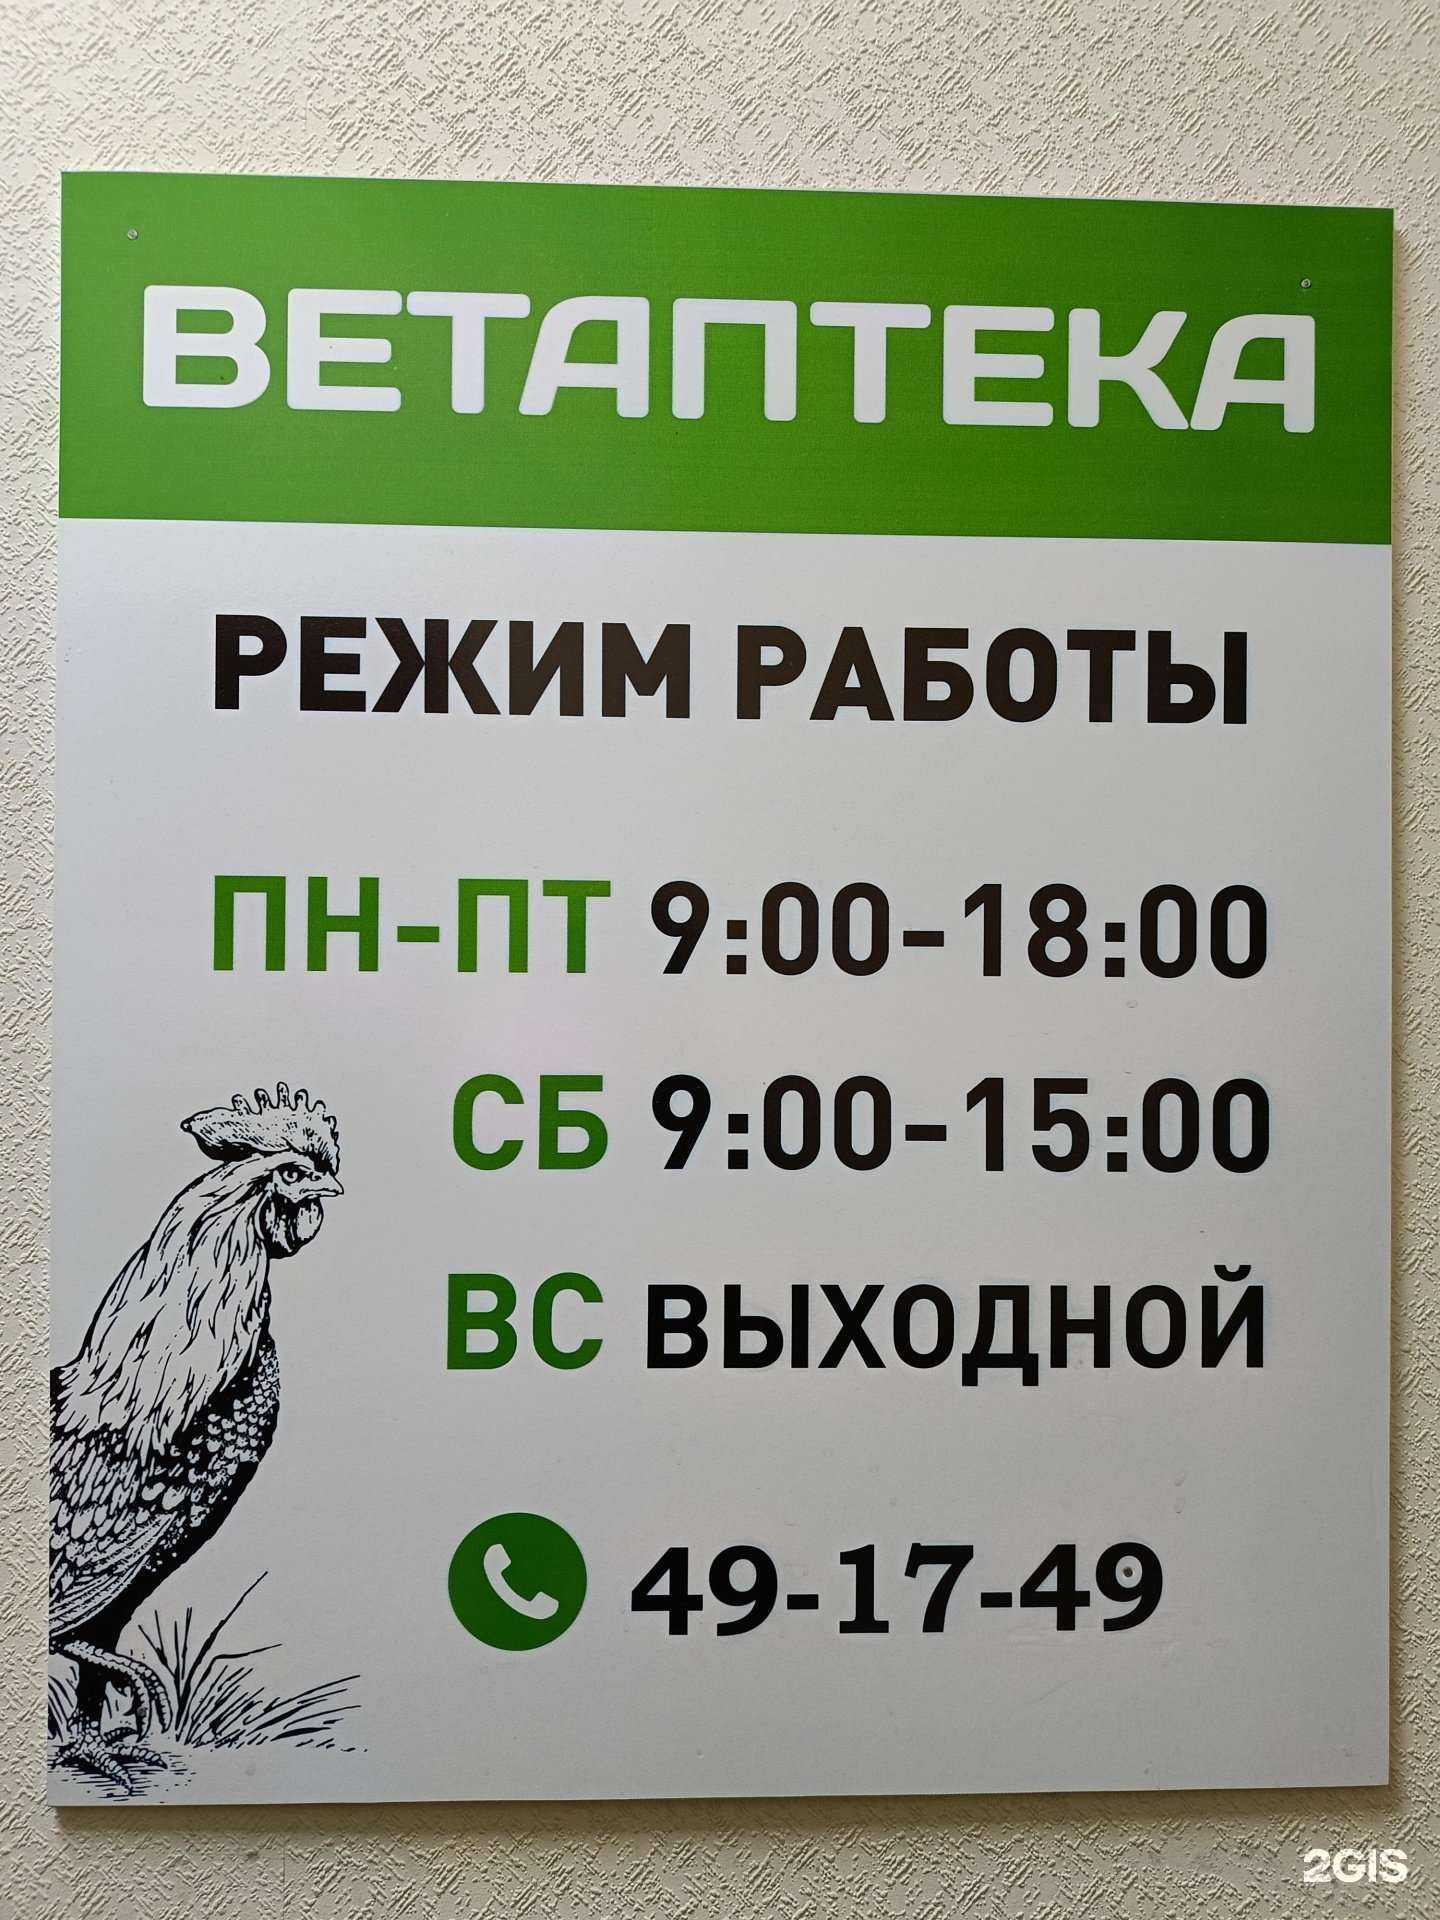 ВЕТАПТЕКА
РЕЖИМ РАБОТЫ
ПН-ПТ 9:00-18:00
СБ 9:00-15:00
ВС ВЫХОДНОЙ
49-17-49
2GIS